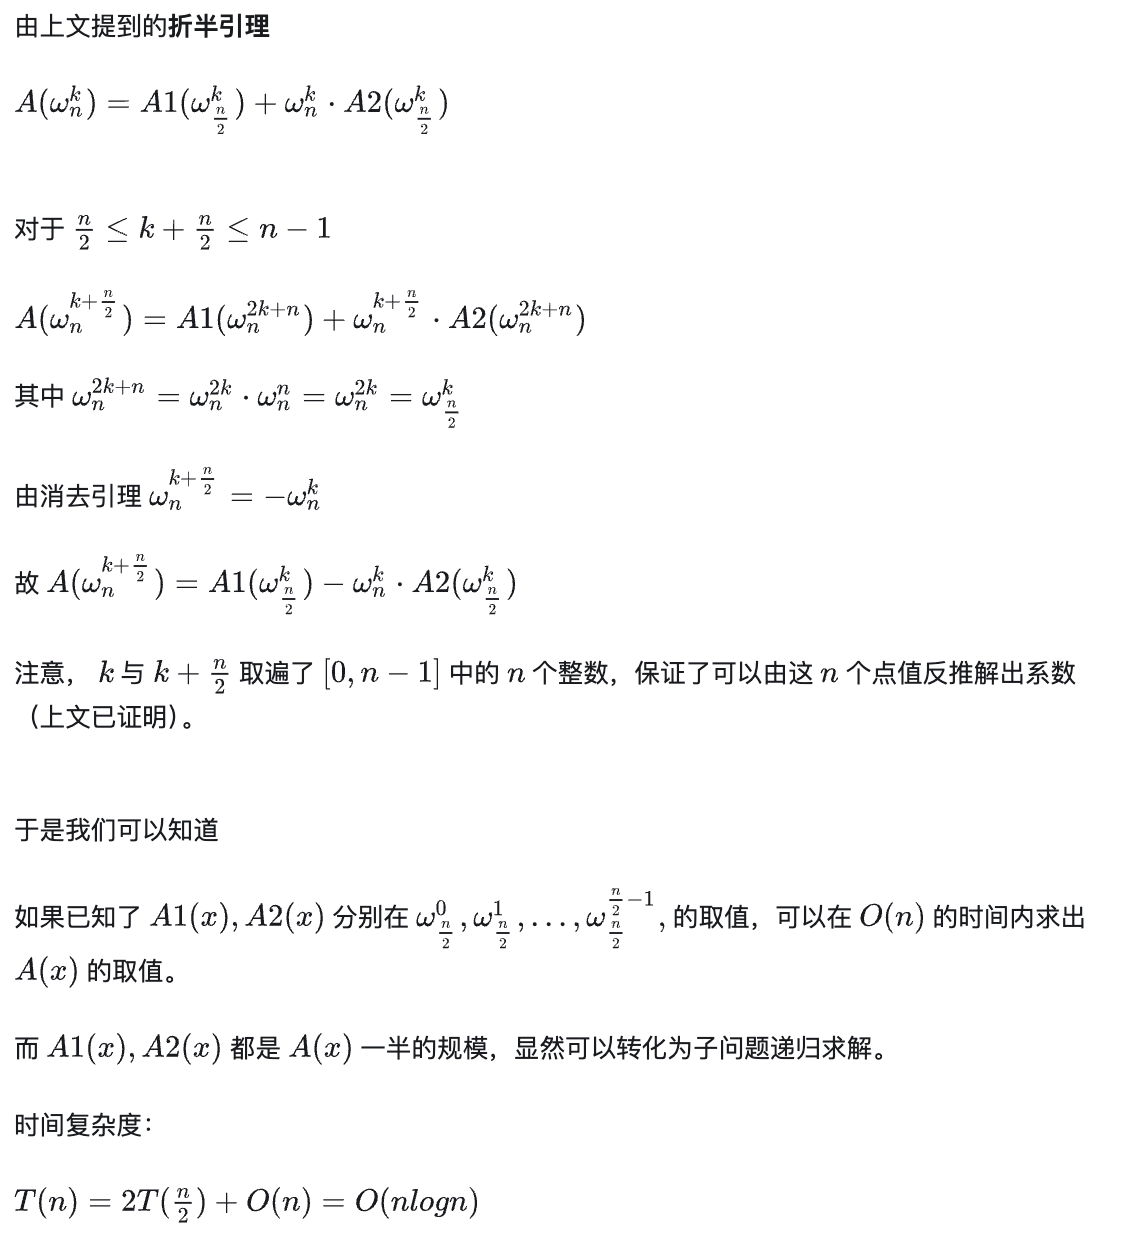 由上文提到的折半引理
$A(\omega_n^k) = A1(\omega_{\frac{n}{2}}^k) + \omega_n^k \cdot A2(\omega_{\frac{n}{2}}^k)$
对于 $\frac{n}{2} \leq k + \frac{n}{2} \leq n - 1$
$A(\omega_n^{k+\frac{n}{2}}) = A1(\omega_n^{2k+n}) + \omega_n^{k+\frac{n}{2}} \cdot A2(\omega_n^{2k+n})$
其中 $\omega_n^{2k+n} = \omega_n^{2k} \cdot \omega_n^n = \omega_n^{2k} = \omega_{\frac{n}{2}}^k$
由消去引理 $\omega_n^{k+\frac{n}{2}} = -\omega_n^k$
故 $A(\omega_n^{k+\frac{n}{2}}) = A1(\omega_{\frac{n}{2}}^k) - \omega_n^k \cdot A2(\omega_{\frac{n}{2}}^k)$
注意， $k$ 与 $k + \frac{n}{2}$ 取遍了 $[0, n-1]$ 中的 $n$ 个整数，保证了可以由这 $n$ 个点值反推解出系数
（上文已证明）。
于是我们可以知道
如果已知了 $A1(x), A2(x)$ 分别在 $\omega_{\frac{n}{2}}^0, \omega_{\frac{n}{2}}^1, \ldots, \omega_{\frac{n}{2}}^{\frac{n}{2}-1},$ 的取值，可以在 $O(n)$ 的时间内求出
$A(x)$ 的取值。
而 $A1(x), A2(x)$ 都是 $A(x)$ 一半的规模，显然可以转化为子问题递归求解。
时间复杂度：
$T(n) = 2T(\frac{n}{2}) + O(n) = O(nlogn)$